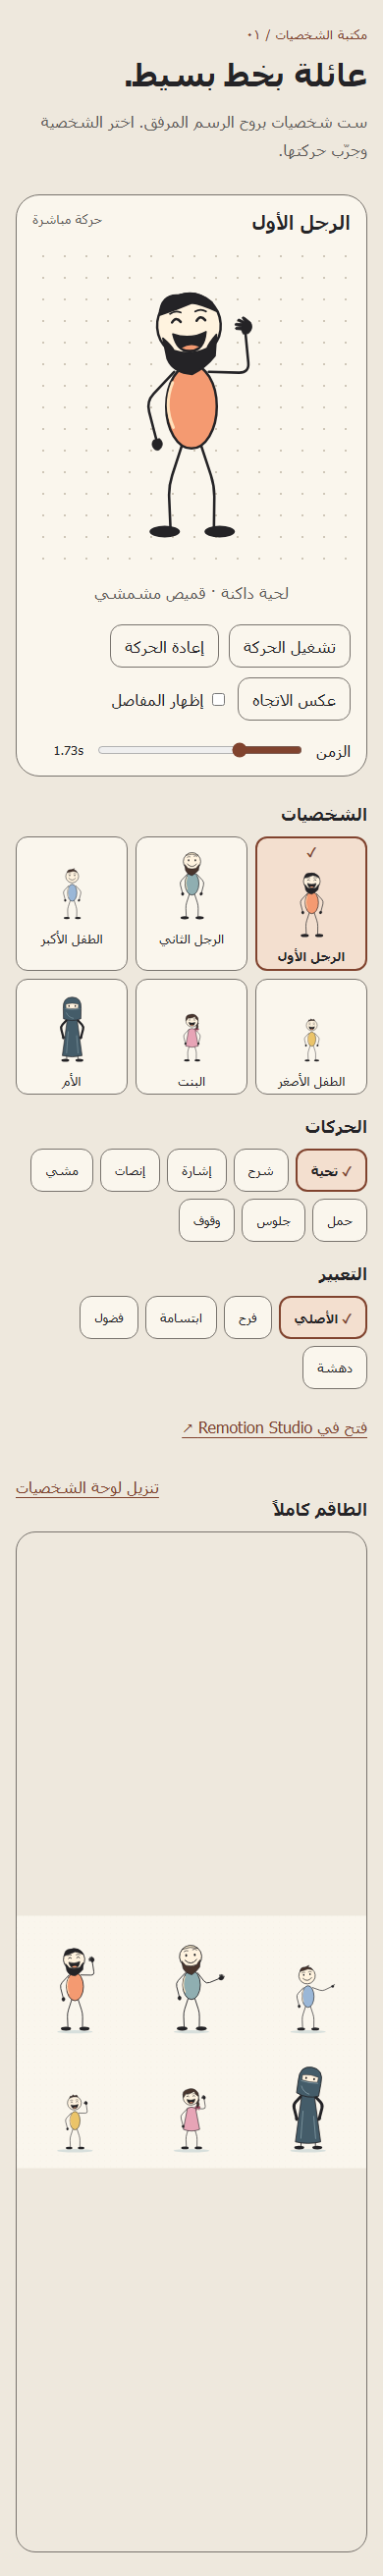 مكتبة الشخصيات / ٠١
عائلة بخط بسيط.
ست شخصيات بروح الرسم المرفق. اختر الشخصية
وجرّب حركتها.
الرجل الأول
حركة مباشرة
لحية داكنة · قميص مشمشي
تشغيل الحركة
إعادة الحركة
عكس الاتجاه
إظهار المفاصل
الزمن
1.73s
الشخصيات
✓
الرجل الأول
الرجل الثاني
الطفل الأكبر
الطفل الأصغر
البنت
الأم
الحركات
✓ تحية
شرح
إشارة
إنصات
مشي
حمل
جلوس
وقوف
التعبير
✓ الأصلي
فرح
ابتسامة
فضول
دهشة
فتح في Remotion Studio ↗
تنزيل لوحة الشخصيات
الطاقم كاملاً